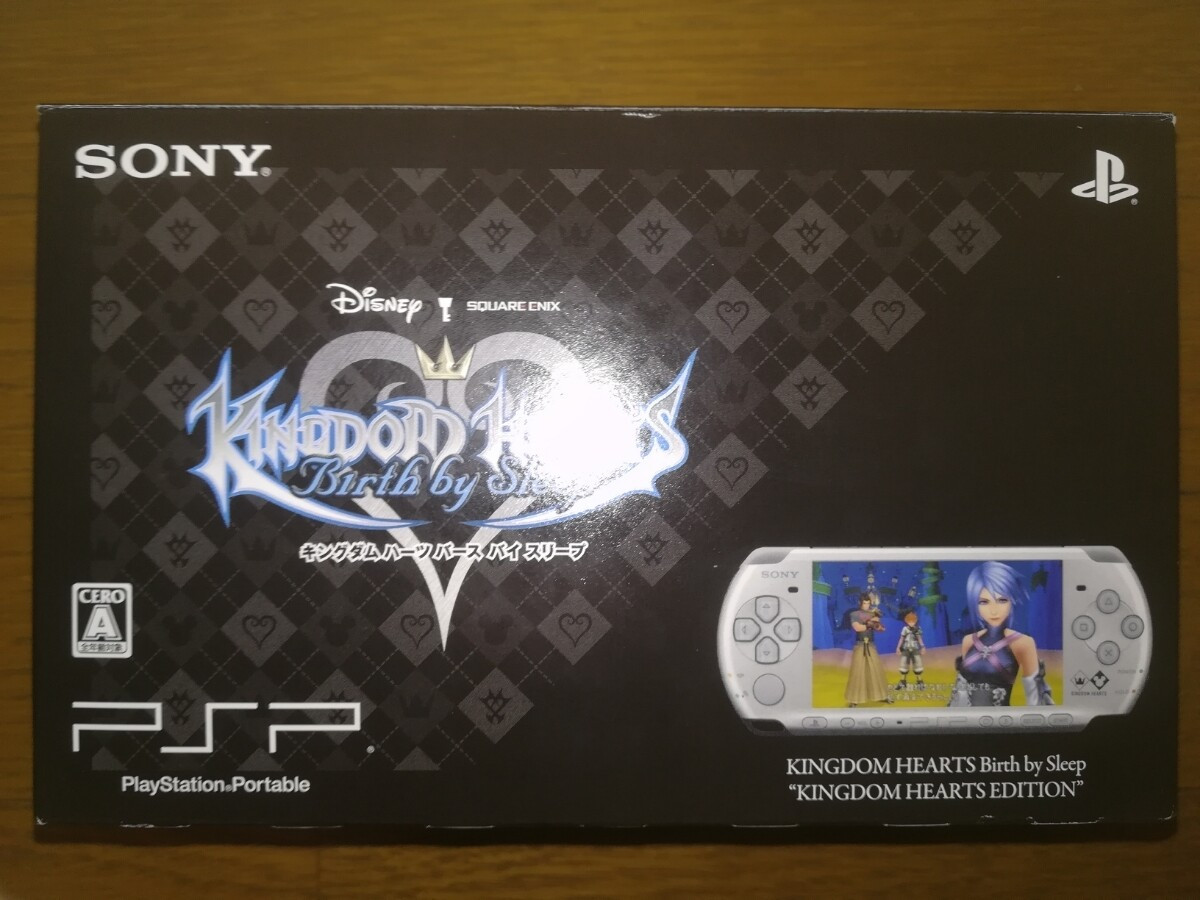 SONY
Disney
SQUARE ENIX
KINGDOM
Birth by
キングダム ハーツ バース バイ スリープ
CERO
A
全年齢対象
PSP
PlayStation Portable
SONY
KINGDOM HEARTS Birth by Sleep
"KINGDOM HEARTS EDITION"